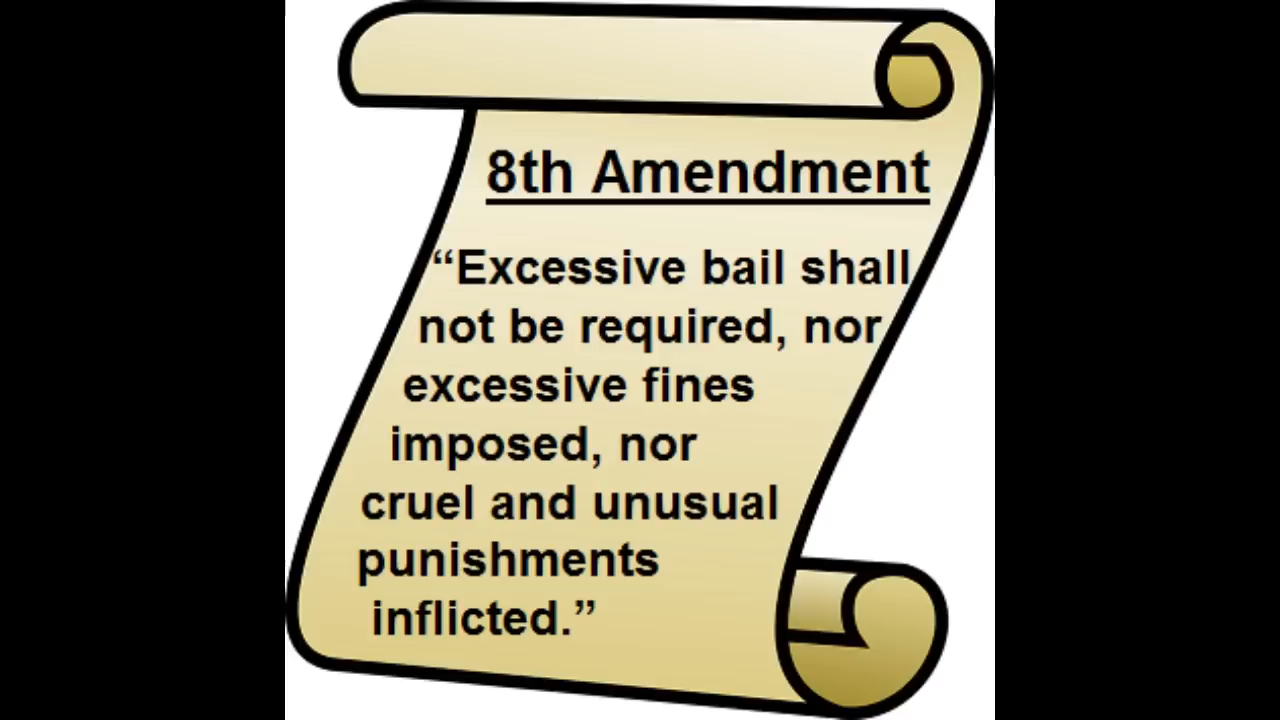 8th Amendment
“Excessive bail shall
not be required, nor
excessive fines
imposed, nor
cruel and unusual
punishments
inflicted.”